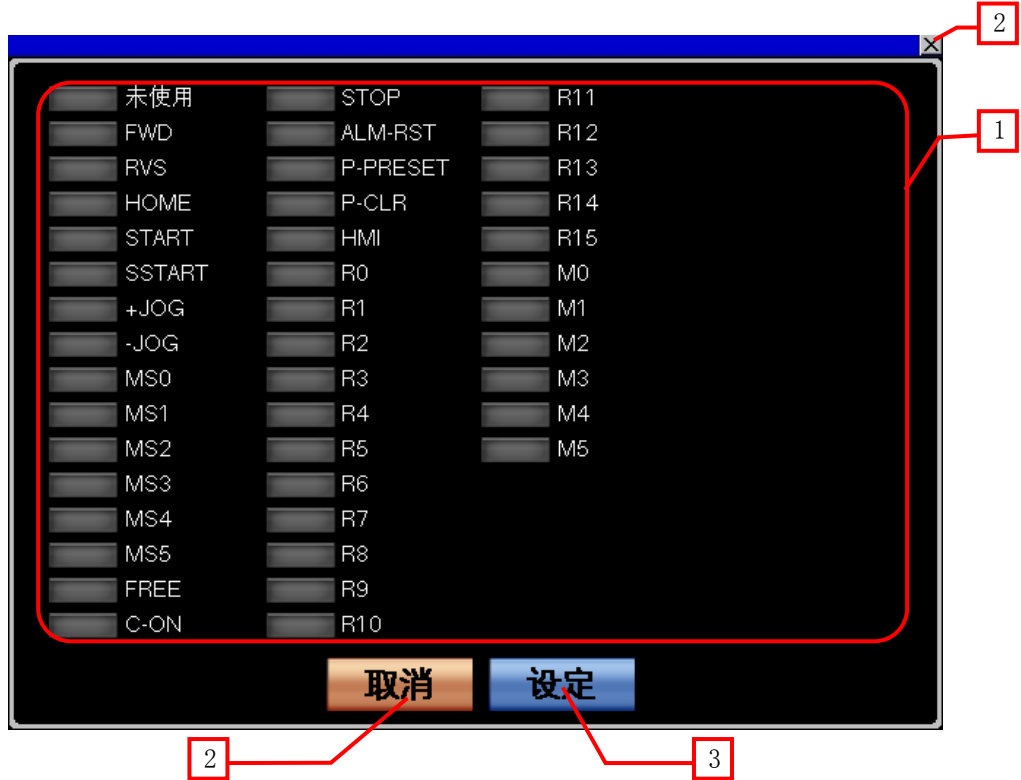 2
×
未使用 STOP R11
FWD ALM-RST R12
1
RVS P-PRESET R13
HOME P-CLR R14
START HMI R15
SSTART R0 M0
+JOG R1 M1
-JOG R2 M2
MS0 R3 M3
MS1 R4 M4
MS2 R5 M5
MS3 R6
MS4 R7
MS5 R8
FREE R9
C-ON R10
取消 设定
2 3